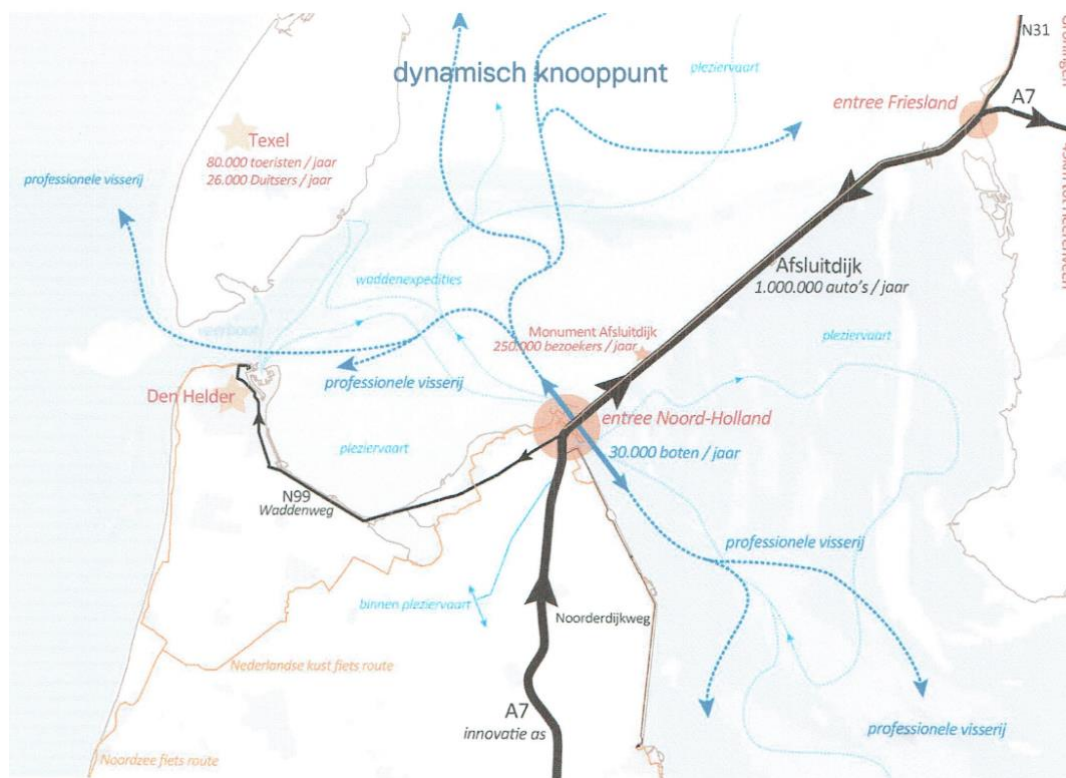 N31
Groningen
pleziervaart
dynamisch knooppunt
entree Friesland
A7
Texel
80.000 toeristen / jaar
26.000 Duitsers / jaar
professionele visserij
Afsluitdijk
1.000.000 auto's / jaar
waddenexpedities
veerboot
Monument Afsluitdijk
250.000 bezoekers / jaar
pleziervaart
professionele visserij
Den Helder
entree Noord-Holland
pleziervaart
30.000 boten / jaar
N99
Waddenweg
professionele visserij
binnen pleziervaart
Noorderdijkweg
Nederlandse kust fiets route
A7
innovatie as
professionele visserij
Noordzee fiets route